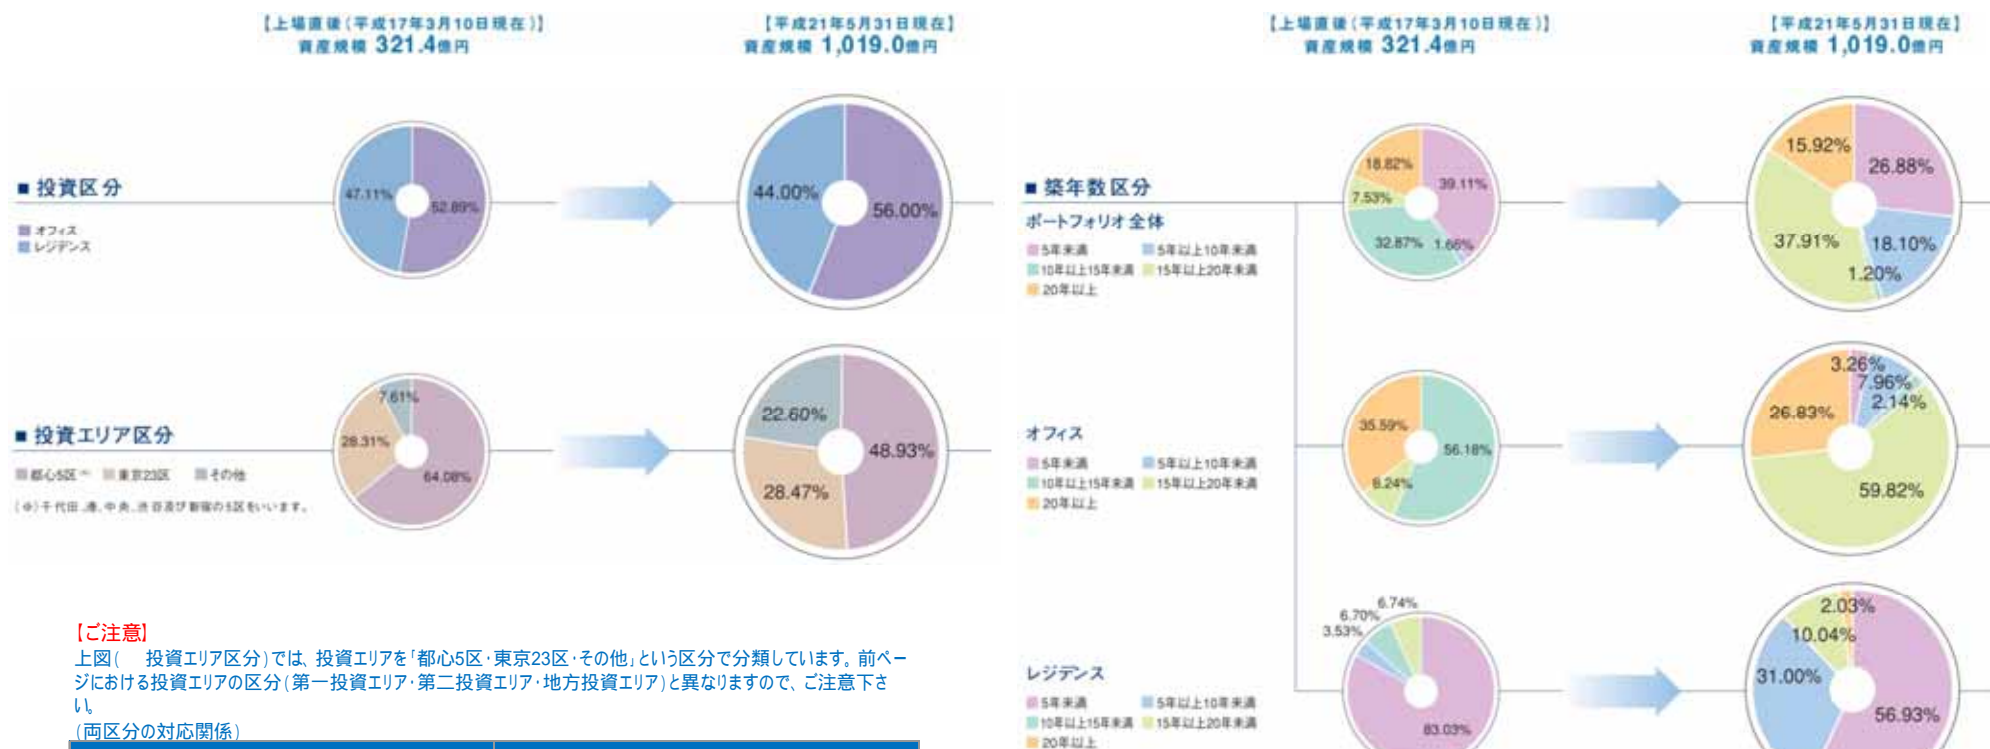 【上場直後(平成17年3月10日現在)】
資産規模 321.4億円
【平成21年5月31日現在】
資産規模 1,019.0億円
■ 投資区分
オフィス
レジデンス
47.11%
52.89%
44.00%
56.00%
■ 投資エリア区分
都心5区 東京23区 その他
(※)千代田、港、中央、渋谷及び新宿の5区をいいます。
7.61%
28.31%
64.08%
22.60%
48.93%
28.47%
【ご注意】
上図( 投資エリア区分)では、投資エリアを「都心5区・東京23区・その他」という区分で分類しています。前ペー
ジにおける投資エリアの区分(第一投資エリア・第二投資エリア・地方投資エリア)と異なりますので、ご注意下さ
い。
(両区分の対応関係)
【上場直後(平成17年3月10日現在)】
資産規模 321.4億円
【平成21年5月31日現在】
資産規模 1,019.0億円
■ 築年数区分
ポートフォリオ全体
5年未満 5年以上10年未満
10年以上15年未満 15年以上20年未満
20年以上
18.82%
39.11%
7.53%
32.87%
1.66%
15.92%
26.88%
37.91%
18.10%
1.20%
オフィス
5年未満 5年以上10年未満
10年以上15年未満 15年以上20年未満
20年以上
35.59%
56.18%
8.24%
3.26%
7.96%
2.14%
26.83%
59.82%
レジデンス
5年未満 5年以上10年未満
10年以上15年未満 15年以上20年未満
20年以上
6.74%
6.70%
3.53%
83.03%
2.03%
10.04%
31.00%
56.93%